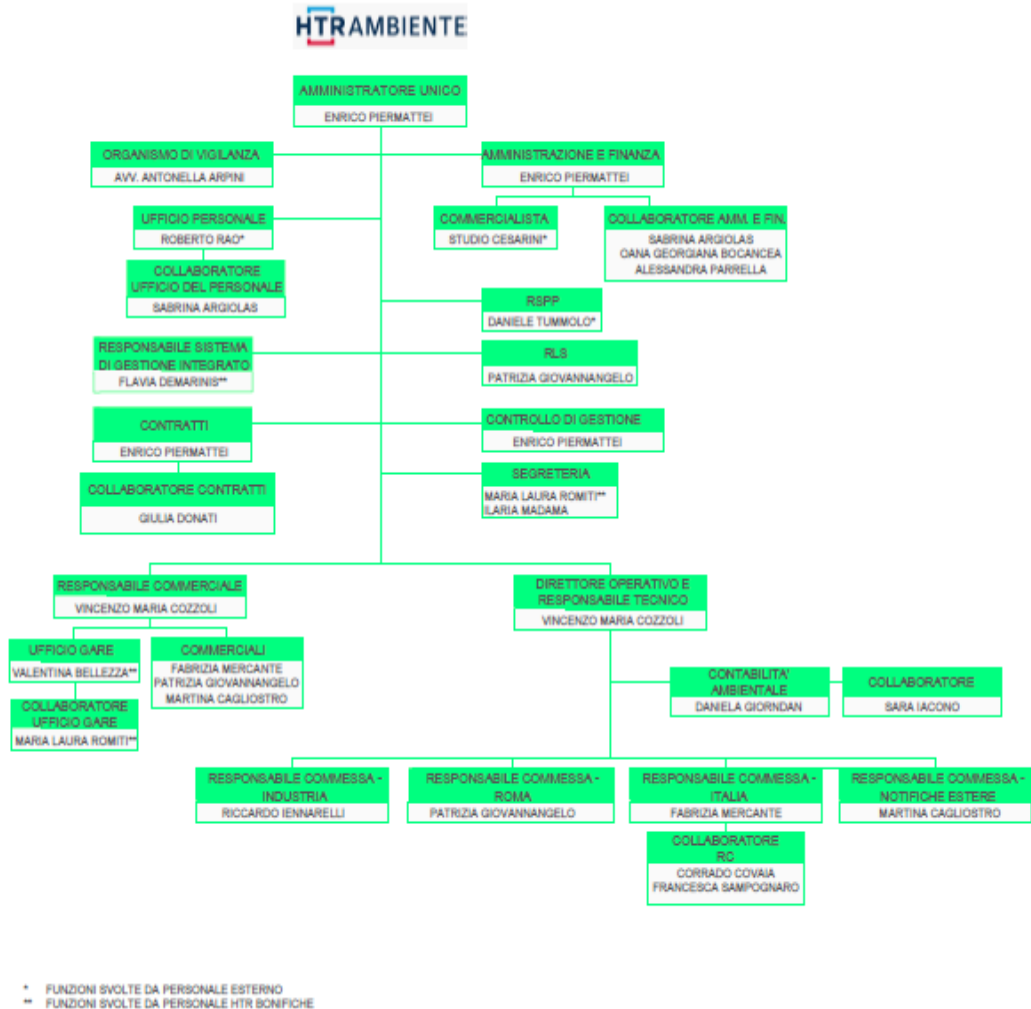 HTRAMBIENTE
AMMINISTRATORE UNICO
ENRICO PIERMATTEI
ORGANISMO DI VIGILANZA
AVV. ANTONELLA ARPINI
AMMINISTRAZIONE E FINANZA
ENRICO PIERMATTEI
UFFICIO PERSONALE
ROBERTO RAO*
COMMERCIALISTA
STUDIO CESARINI*
COLLABORATORE AMM. E FIN.
SABRINA ARGIOLAS
OANA GEORGIANA BOCANCEA
ALESSANDRA PARRELLA
COLLABORATORE
UFFICIO DEL PERSONALE
SABRINA ARGIOLAS
RSPP
DANIELE TUMMOLO*
RESPONSABILE SISTEMA
DI GESTIONE INTEGRATO
FLAVIA DEMARINIS**
RLS
PATRIZIA GIOVANNANGELO
CONTRATTI
ENRICO PIERMATTEI
CONTROLLO DI GESTIONE
ENRICO PIERMATTEI
COLLABORATORE CONTRATTI
GIULIA DONATI
SEGRETERIA
MARIA LAURA ROMITI**
ILARIA MADAMA
RESPONSABILE COMMERCIALE
VINCENZO MARIA COZZOLI
DIRETTORE OPERATIVO E
RESPONSABILE TECNICO
VINCENZO MARIA COZZOLI
UFFICIO GARE
VALENTINA BELLEZZA**
COMMERCIALI
FABRIZIA MERCANTE
PATRIZIA GIOVANNANGELO
MARTINA CAGLIOSTRO
COLLABORATORE
UFFICIO GARE
MARIA LAURA ROMITI**
CONTABILITA'
AMBIENTALE
DANIELA GIORNDAN
COLLABORATORE
SARA IACONO
RESPONSABILE COMMESSA -
INDUSTRIA
RICCARDO IENNARELLI
RESPONSABILE COMMESSA -
ROMA
PATRIZIA GIOVANNANGELO
RESPONSABILE COMMESSA -
ITALIA
FABRIZIA MERCANTE
RESPONSABILE COMMESSA -
NOTIFICHE ESTERE
MARTINA CAGLIOSTRO
COLLABORATORE
RC
CORRADO COVAIA
FRANCESCA SAMPOGNARO
* FUNZIONI SVOLTE DA PERSONALE ESTERNO
** FUNZIONI SVOLTE DA PERSONALE HTR BONIFICHE